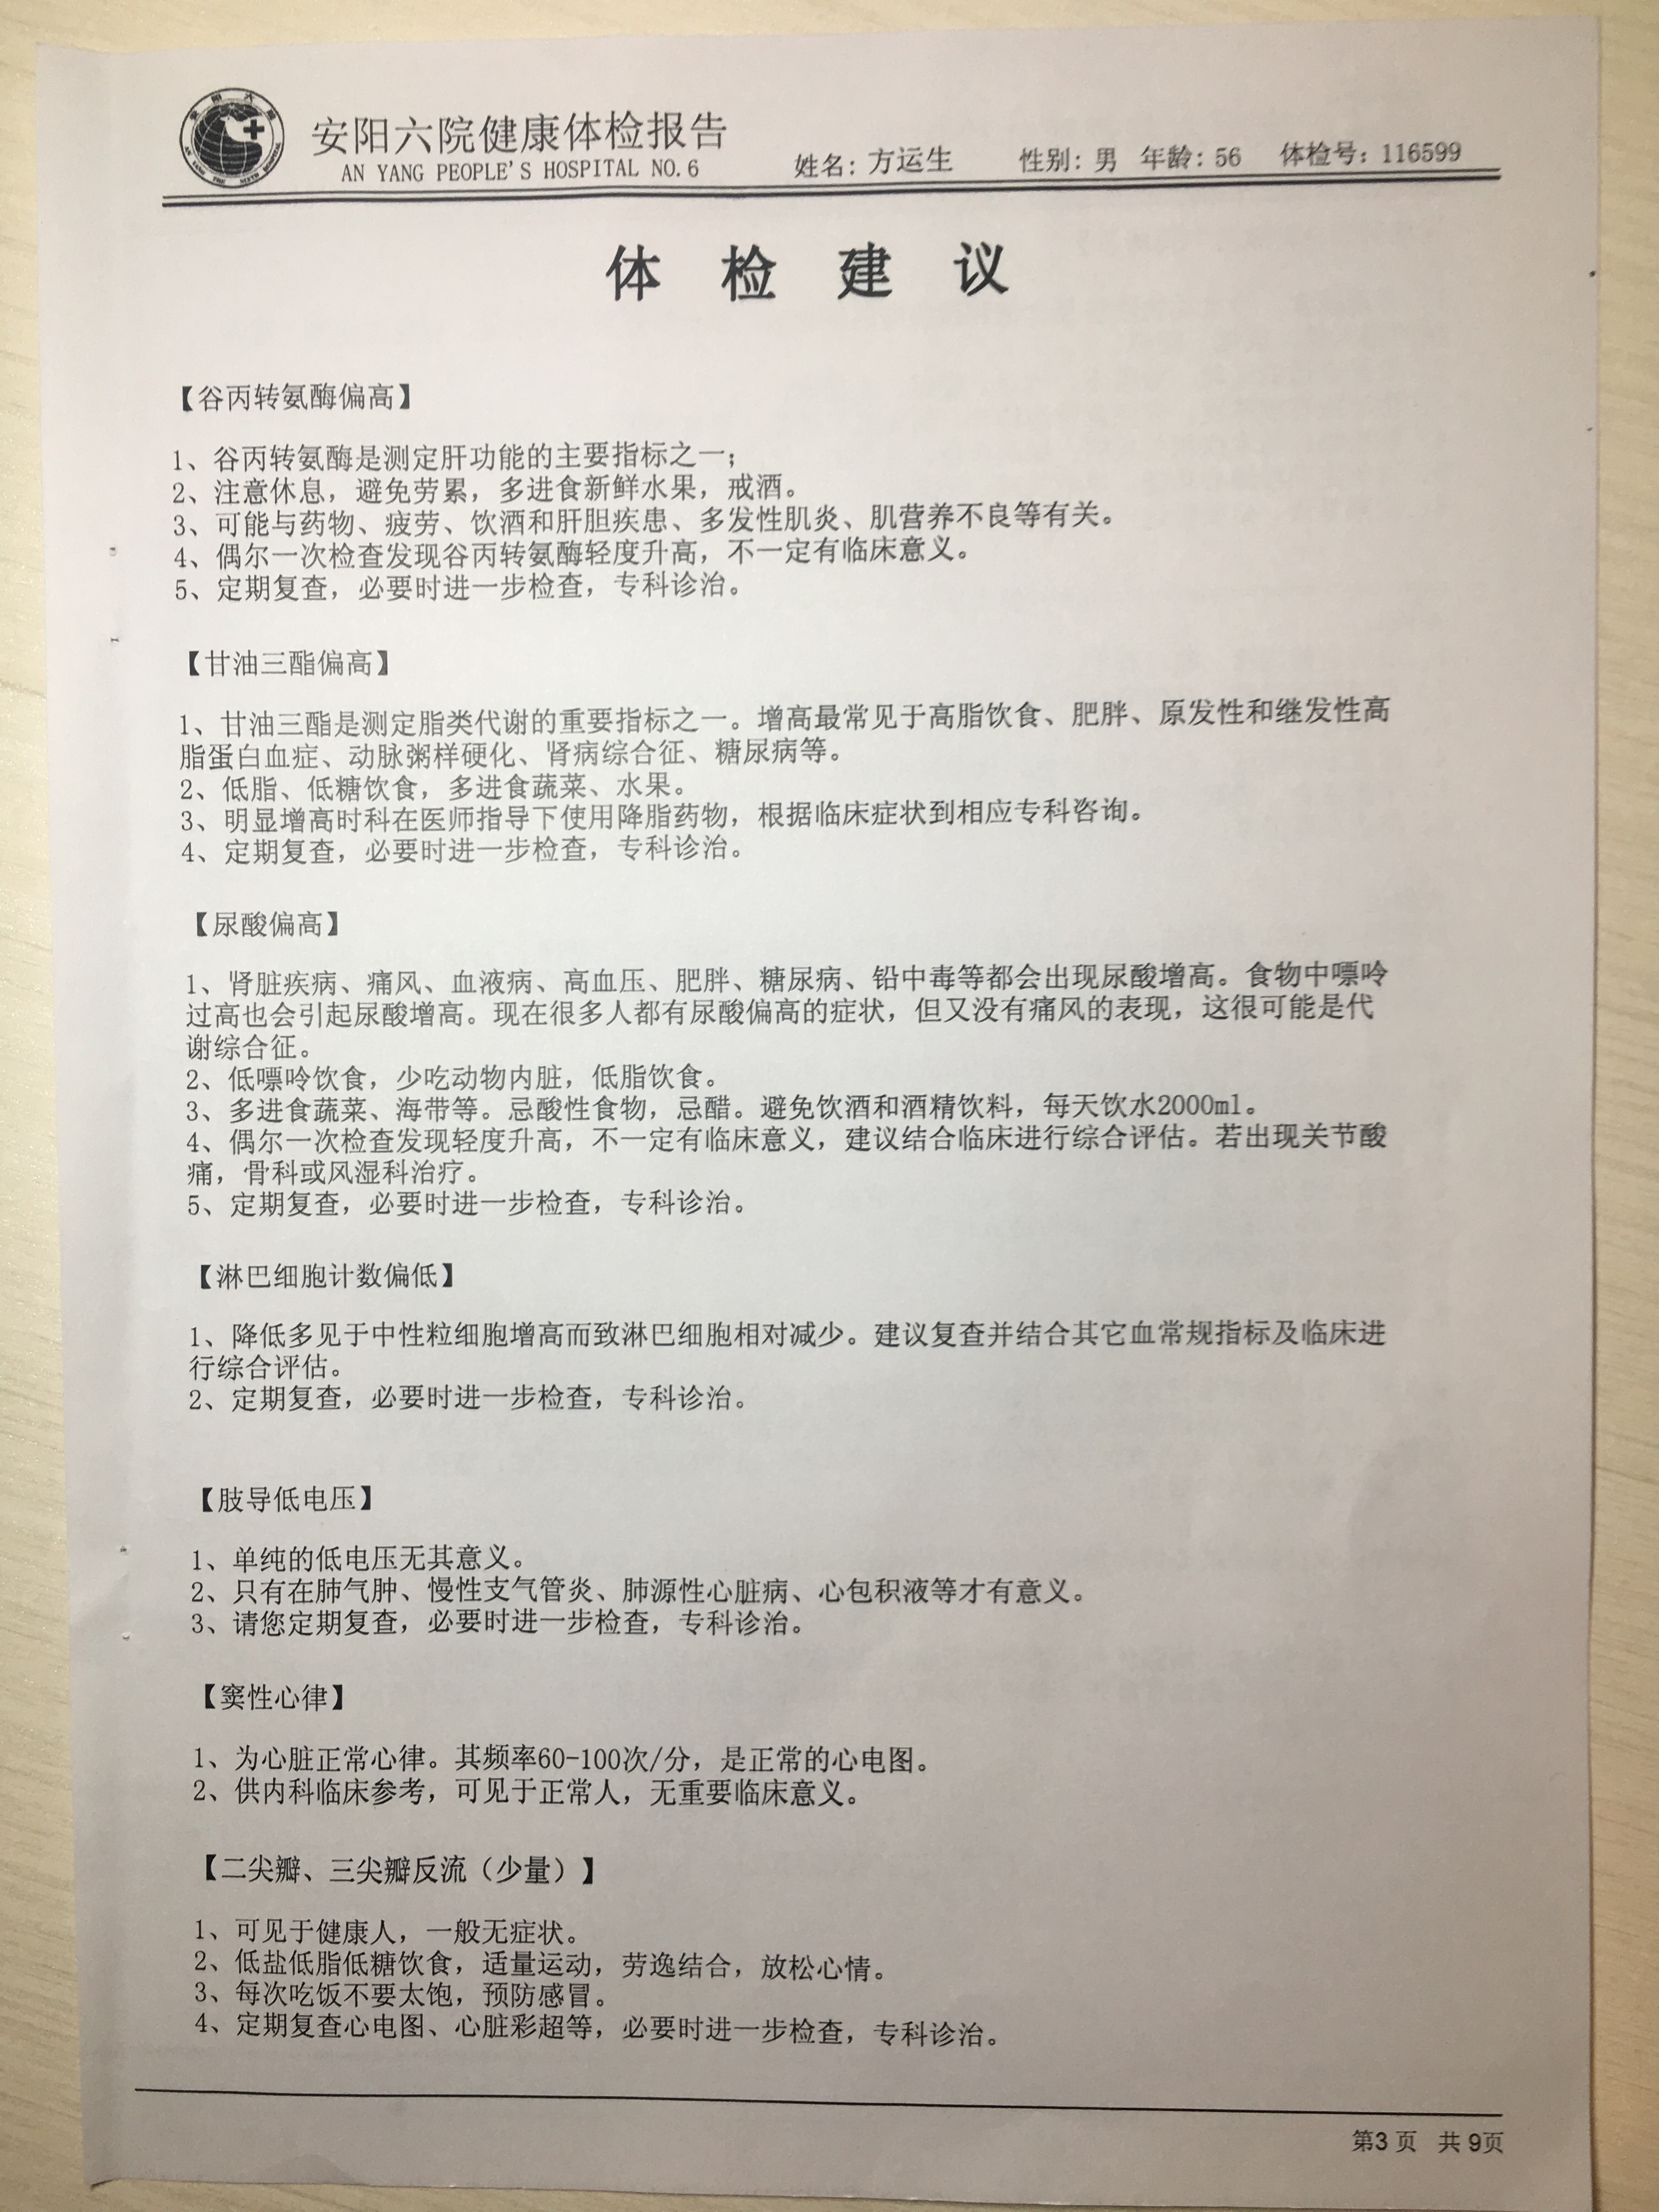 安阳六院健康体检报告
AN YANG PEOPLE'S HOSPITAL NO.6
姓名：方运生 性别：男 年龄：56 体检号：116599
体检建议
【谷丙转氨酶偏高】
1、谷丙转氨酶是测定肝功能的主要指标之一；
2、注意休息，避免劳累，多进食新鲜水果，戒酒。
3、可能与药物、疲劳、饮酒和肝胆疾患、多发性肌炎、肌营养不良等有关。
4、偶尔一次检查发现谷丙转氨酶轻度升高，不一定有临床意义。
5、定期复查，必要时进一步检查，专科诊治。
【甘油三酯偏高】
1、甘油三酯是测定脂类代谢的重要指标之一。增高最常见于高脂饮食、肥胖、原发性和继发性高
脂蛋白血症、动脉粥样硬化、肾病综合征、糖尿病等。
2、低脂、低糖饮食，多进食蔬菜、水果。
3、明显增高时科在医师指导下使用降脂药物，根据临床症状到相应专科咨询。
4、定期复查，必要时进一步检查，专科诊治。
【尿酸偏高】
1、肾脏疾病、痛风、血液病、高血压、肥胖、糖尿病、铅中毒等都会出现尿酸增高。食物中嘌呤
过高也会引起尿酸增高。现在很多人都有尿酸偏高的症状，但又没有痛风的表现，这很可能是代
谢综合征。
2、低嘌呤饮食，少吃动物内脏，低脂饮食。
3、多进食蔬菜、海带等。忌酸性食物，忌醋。避免饮酒和酒精饮料，每天饮水2000ml。
4、偶尔一次检查发现轻度升高，不一定有临床意义，建议结合临床进行综合评估。若出现关节酸
痛，骨科或风湿科治疗。
5、定期复查，必要时进一步检查，专科诊治。
【淋巴细胞计数偏低】
1、降低多见于中性粒细胞增高而致淋巴细胞相对减少。建议复查并结合其它血常规指标及临床进
行综合评估。
2、定期复查，必要时进一步检查，专科诊治。
【肢导低电压】
1、单纯的低电压无其意义。
2、只有在肺气肿、慢性支气管炎、肺源性心脏病、心包积液等才有意义。
3、请您定期复查，必要时进一步检查，专科诊治。
【窦性心律】
1、为心脏正常心律。其频率60-100次/分，是正常的心电图。
2、供内科临床参考，可见于正常人，无重要临床意义。
【二尖瓣、三尖瓣反流（少量）】
1、可见于健康人，一般无症状。
2、低盐低脂低糖饮食，适量运动，劳逸结合，放松心情。
3、每次吃饭不要太饱，预防感冒。
4、定期复查心电图、心脏彩超等，必要时进一步检查，专科诊治。
第3页 共9页